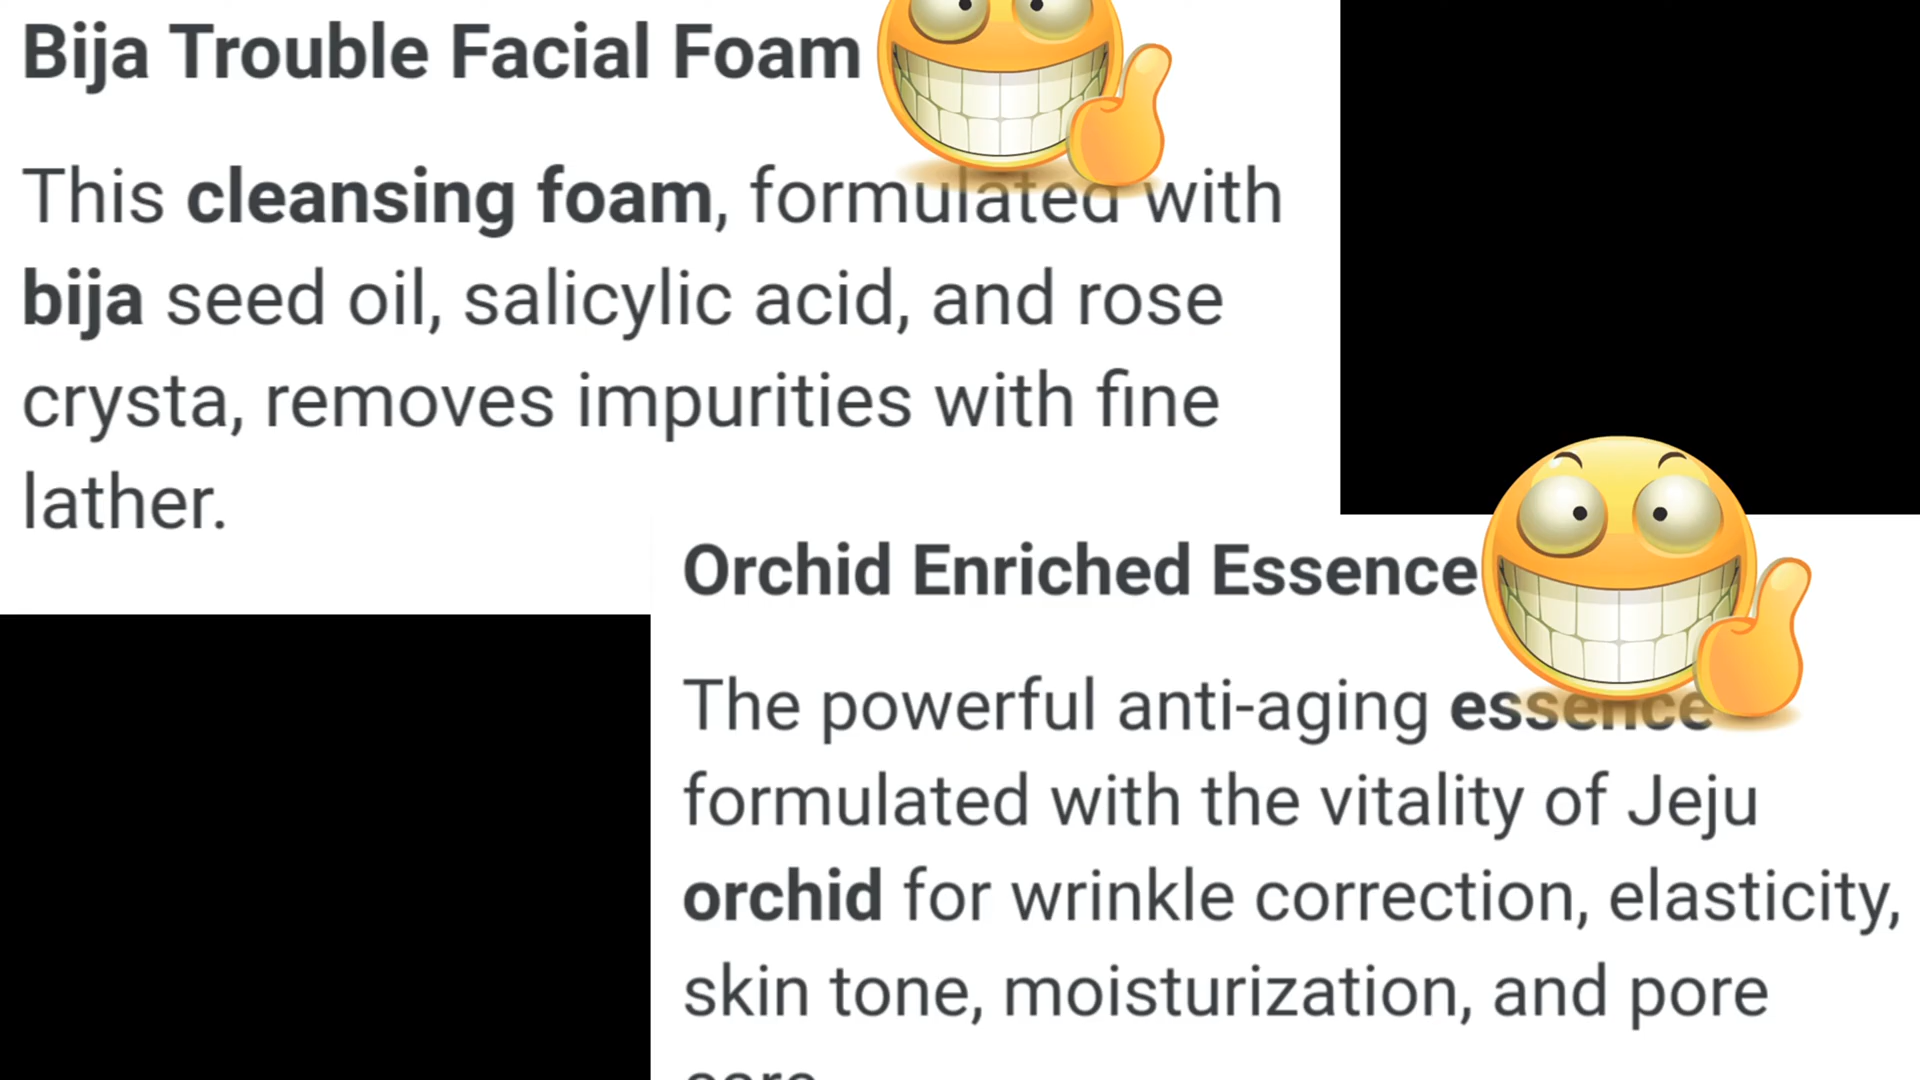 Bija Trouble Facial Foam
This cleansing foam, formulated with
bija seed oil, salicylic acid, and rose
crysta, removes impurities with fine
lather.
Orchid Enriched Essence
The powerful anti-aging essence
formulated with the vitality of Jeju
orchid for wrinkle correction, elasticity,
skin tone, moisturization, and pore